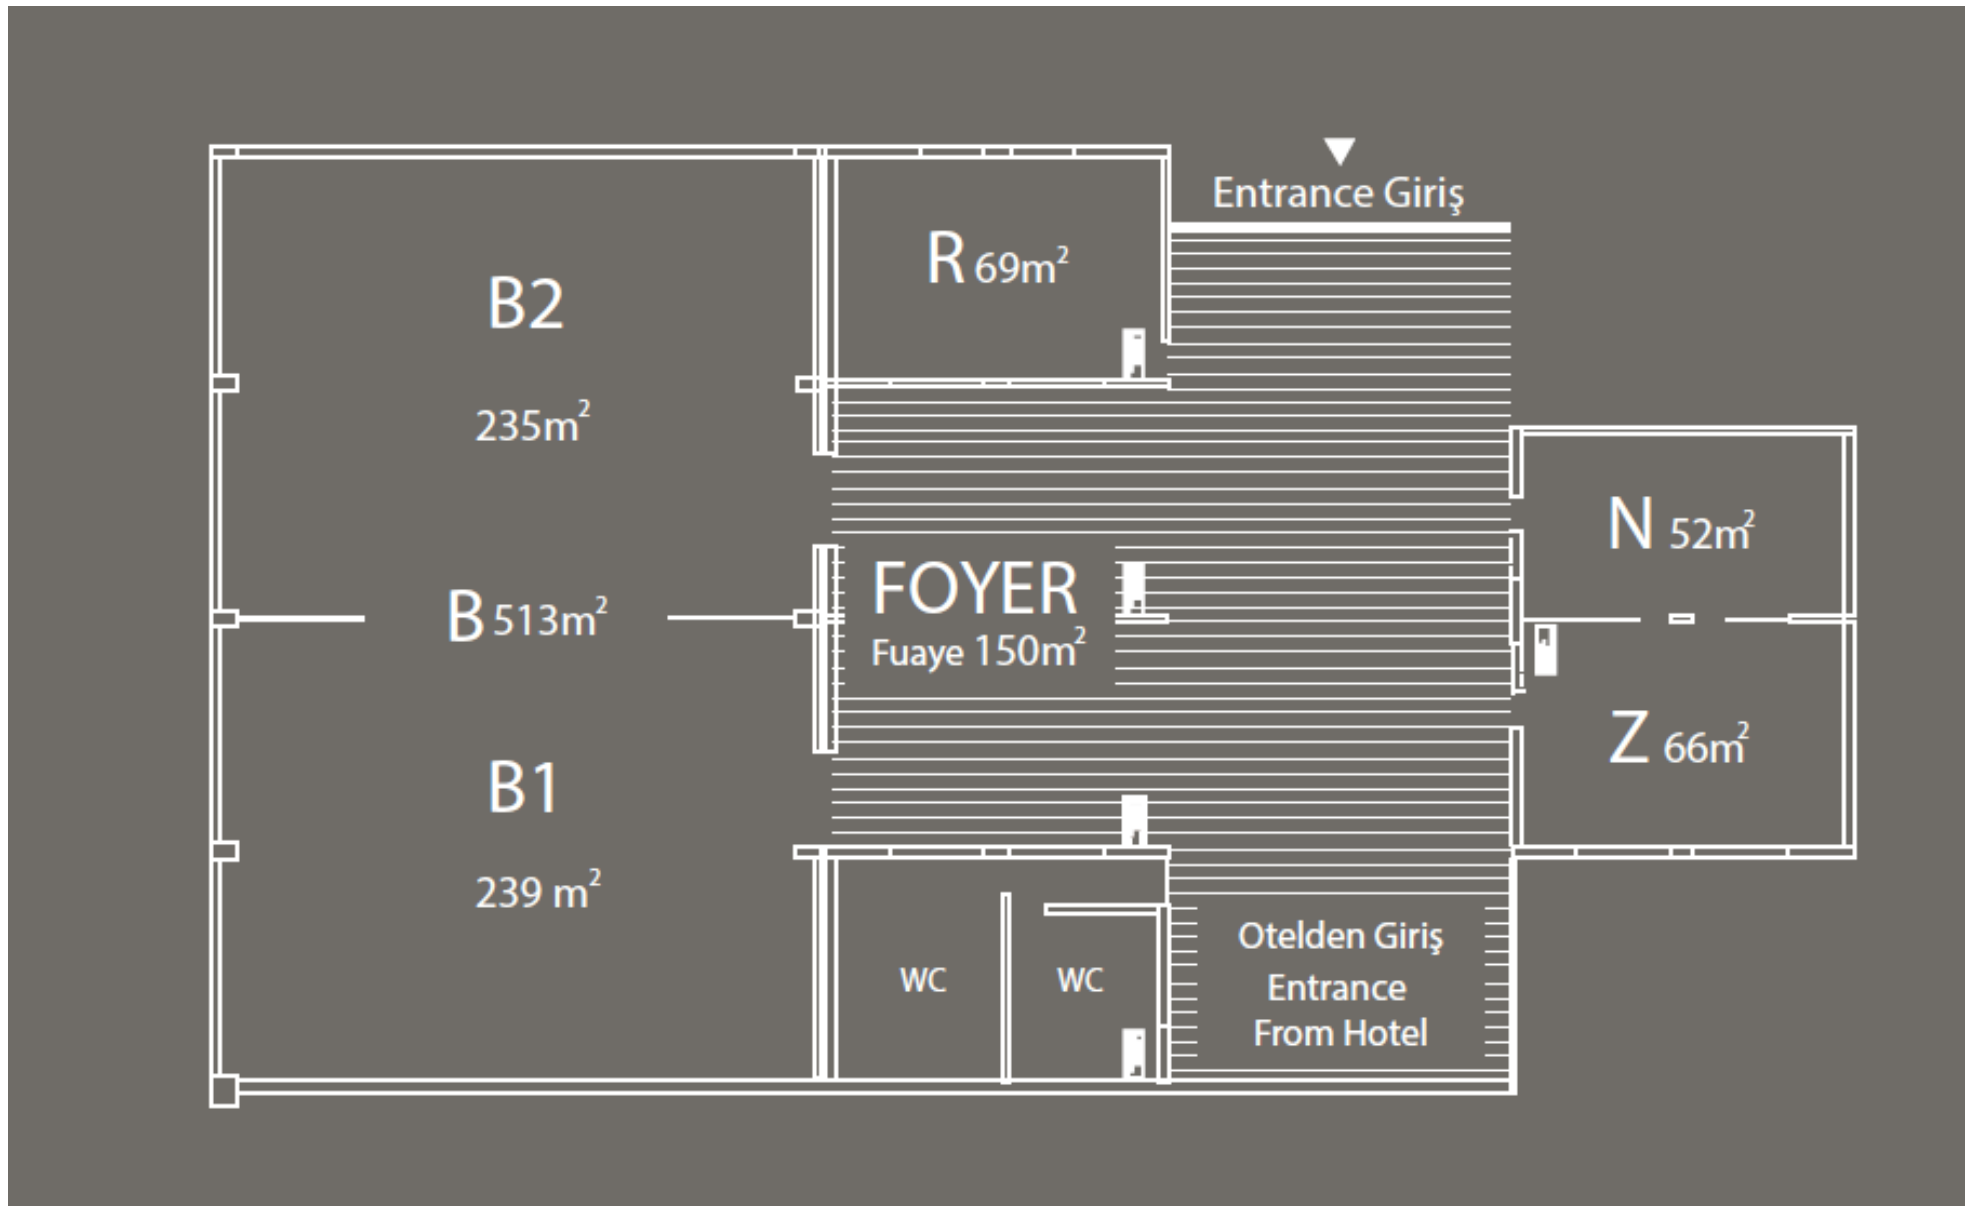 Entrance Giriş
R 69m²
B2
235m²
N 52m²
FOYER
B 513m²
Fuaye 150m²
Z 66m²
B1
239 m²
Otelden Giriş
WC
WC
Entrance
From Hotel